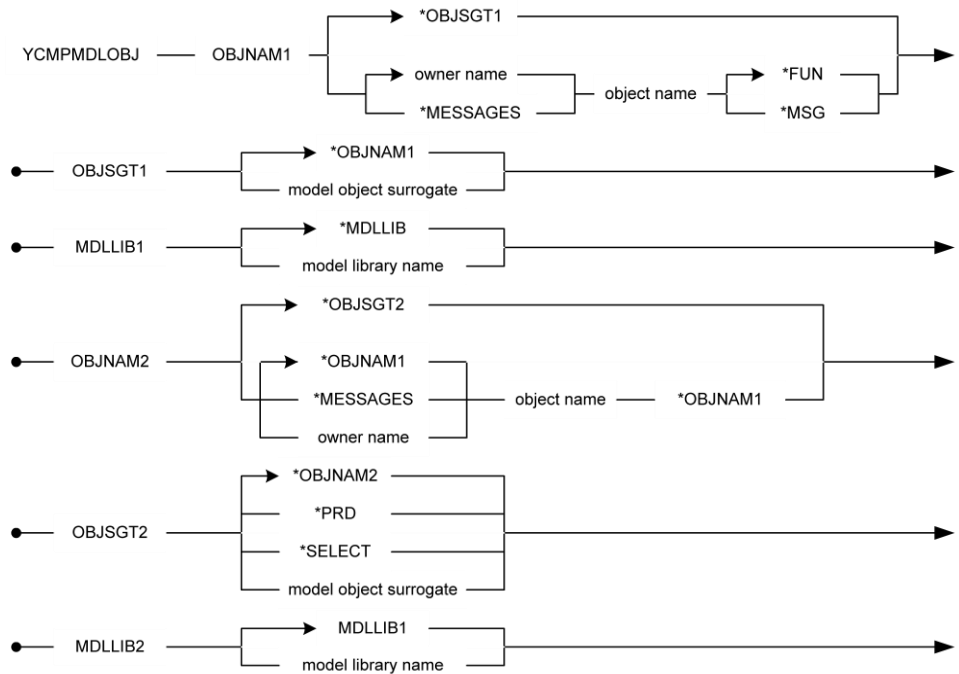 *OBJSGT1
YCMPMDLOBJ OBJNAM1
owner name *FUN
object name
*MESSAGES *MSG
*OBJNAM1
OBJSGT1
model object surrogate
*MDLLIB
MDLLIB1
model library name
*OBJSGT2
OBJNAM2 *OBJNAM1
*MESSAGES object name *OBJNAM1
owner name
*OBJNAM2
*PRD
OBJSGT2
*SELECT
model object surrogate
MDLLIB1
MDLLIB2
model library name